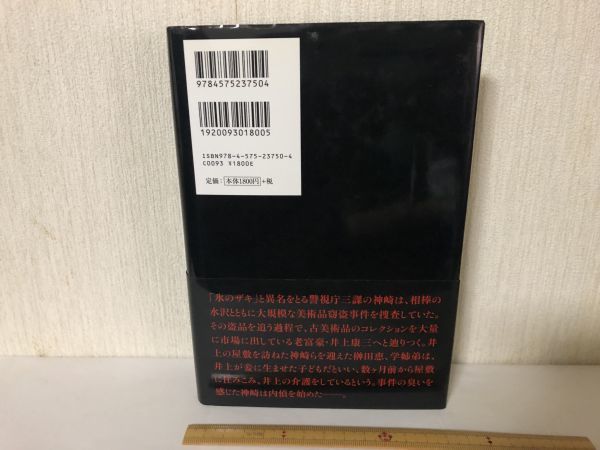 9784575237504
1920093018005
ISBN978-4-575-23750-4
C0093 ¥1800E
定価：本体1800円+税
「氷のザキ」と異名をとる警視庁三課の神崎は、相棒の
水沢とともに大規模な美術品窃盗事件を捜査していた。
その盗品を追う過程で、古美術品のコレクションを大量
に市場に出している老富豪・井上康三へと辿りつく。井
上の屋敷を訪ねた神崎らを迎えた榊田恵、学姉弟は、
井上が妾に生ませた子どもだといい、数ヶ月前から屋敷
に住みこみ、井上の介護をしているという。事件の臭いを
感じた神崎は内偵を始めた――。